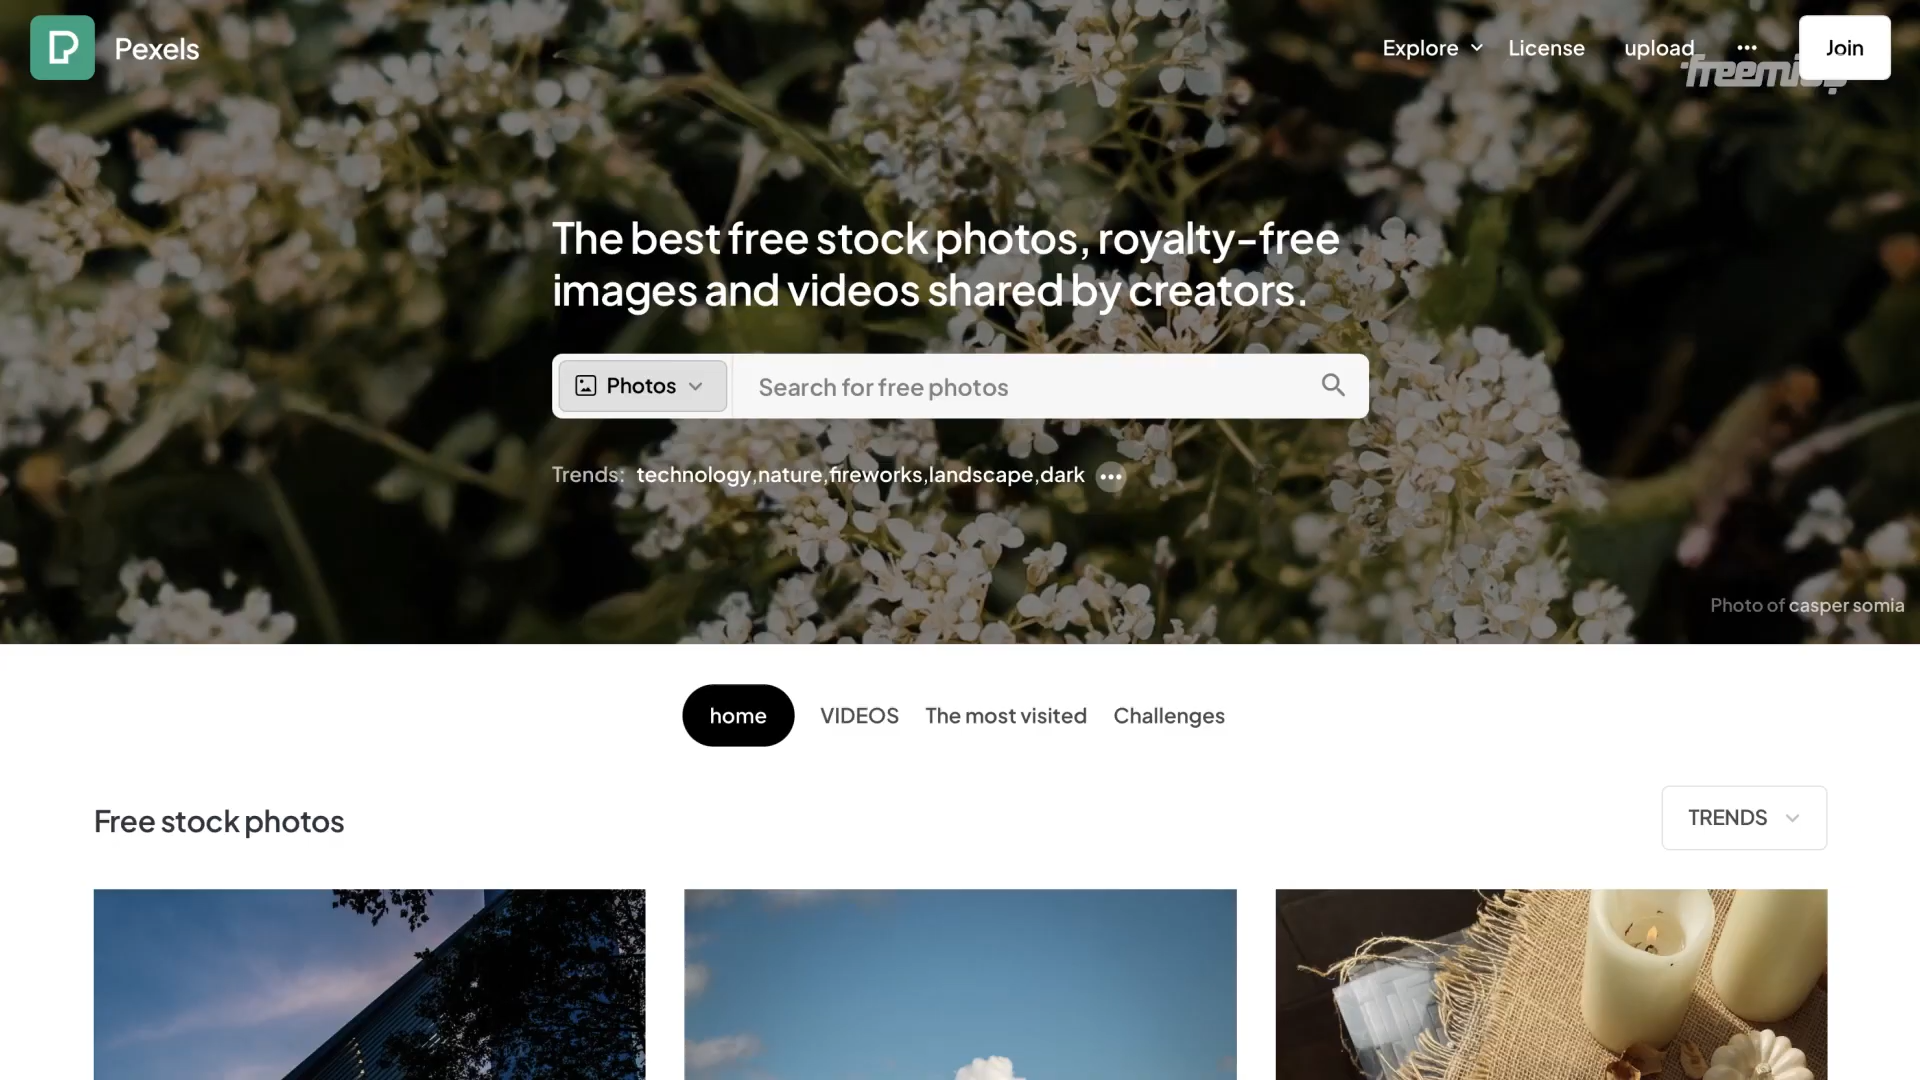 Pexels
Explore License upload ... Join
The best free stock photos, royalty-free
images and videos shared by creators.
Photos Search for free photos
Trends: technology,nature,fireworks,landscape,dark ...
Photo of casper somia
home VIDEOS The most visited Challenges
Free stock photos
TRENDS